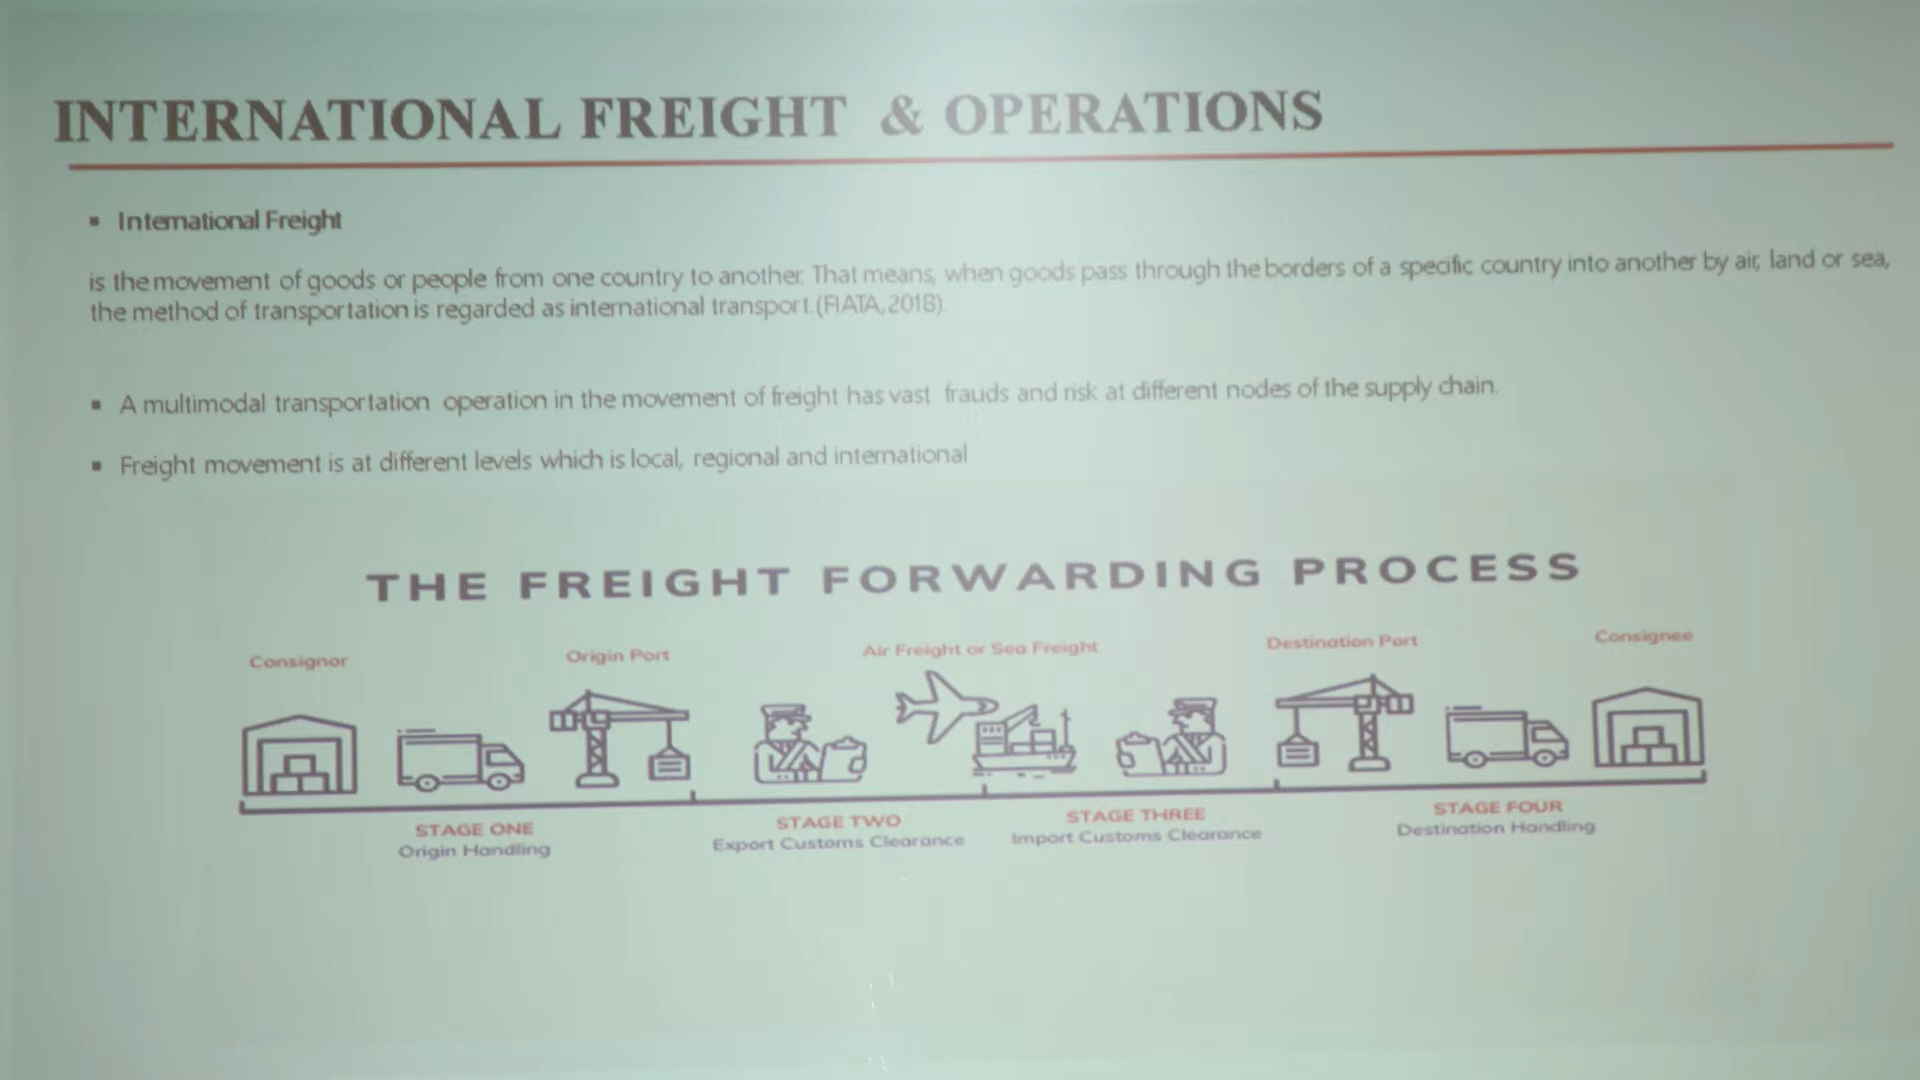 INTERNATIONAL FREIGHT & OPERATIONS
▪ International Freight
is the movement of goods or people from one country to another. That means, when goods pass through the borders of a specific country into another by air, land or sea,
the method of transportation is regarded as international transport.(FIATA,2018)
▪ A multimodal transportation operation in the movement of freight has vast frauds and risk at different nodes of the supply chain.
▪ Freight movement is at different levels which is local, regional and international
THE FREIGHT FORWARDING PROCESS
Consignor
Origin Port
Air Freight or Sea Freight
Destination Port
Consignee
STAGE ONE
Origin Handling
STAGE TWO
Export Customs Clearance
STAGE THREE
Import Customs Clearance
STAGE FOUR
Destination Handling